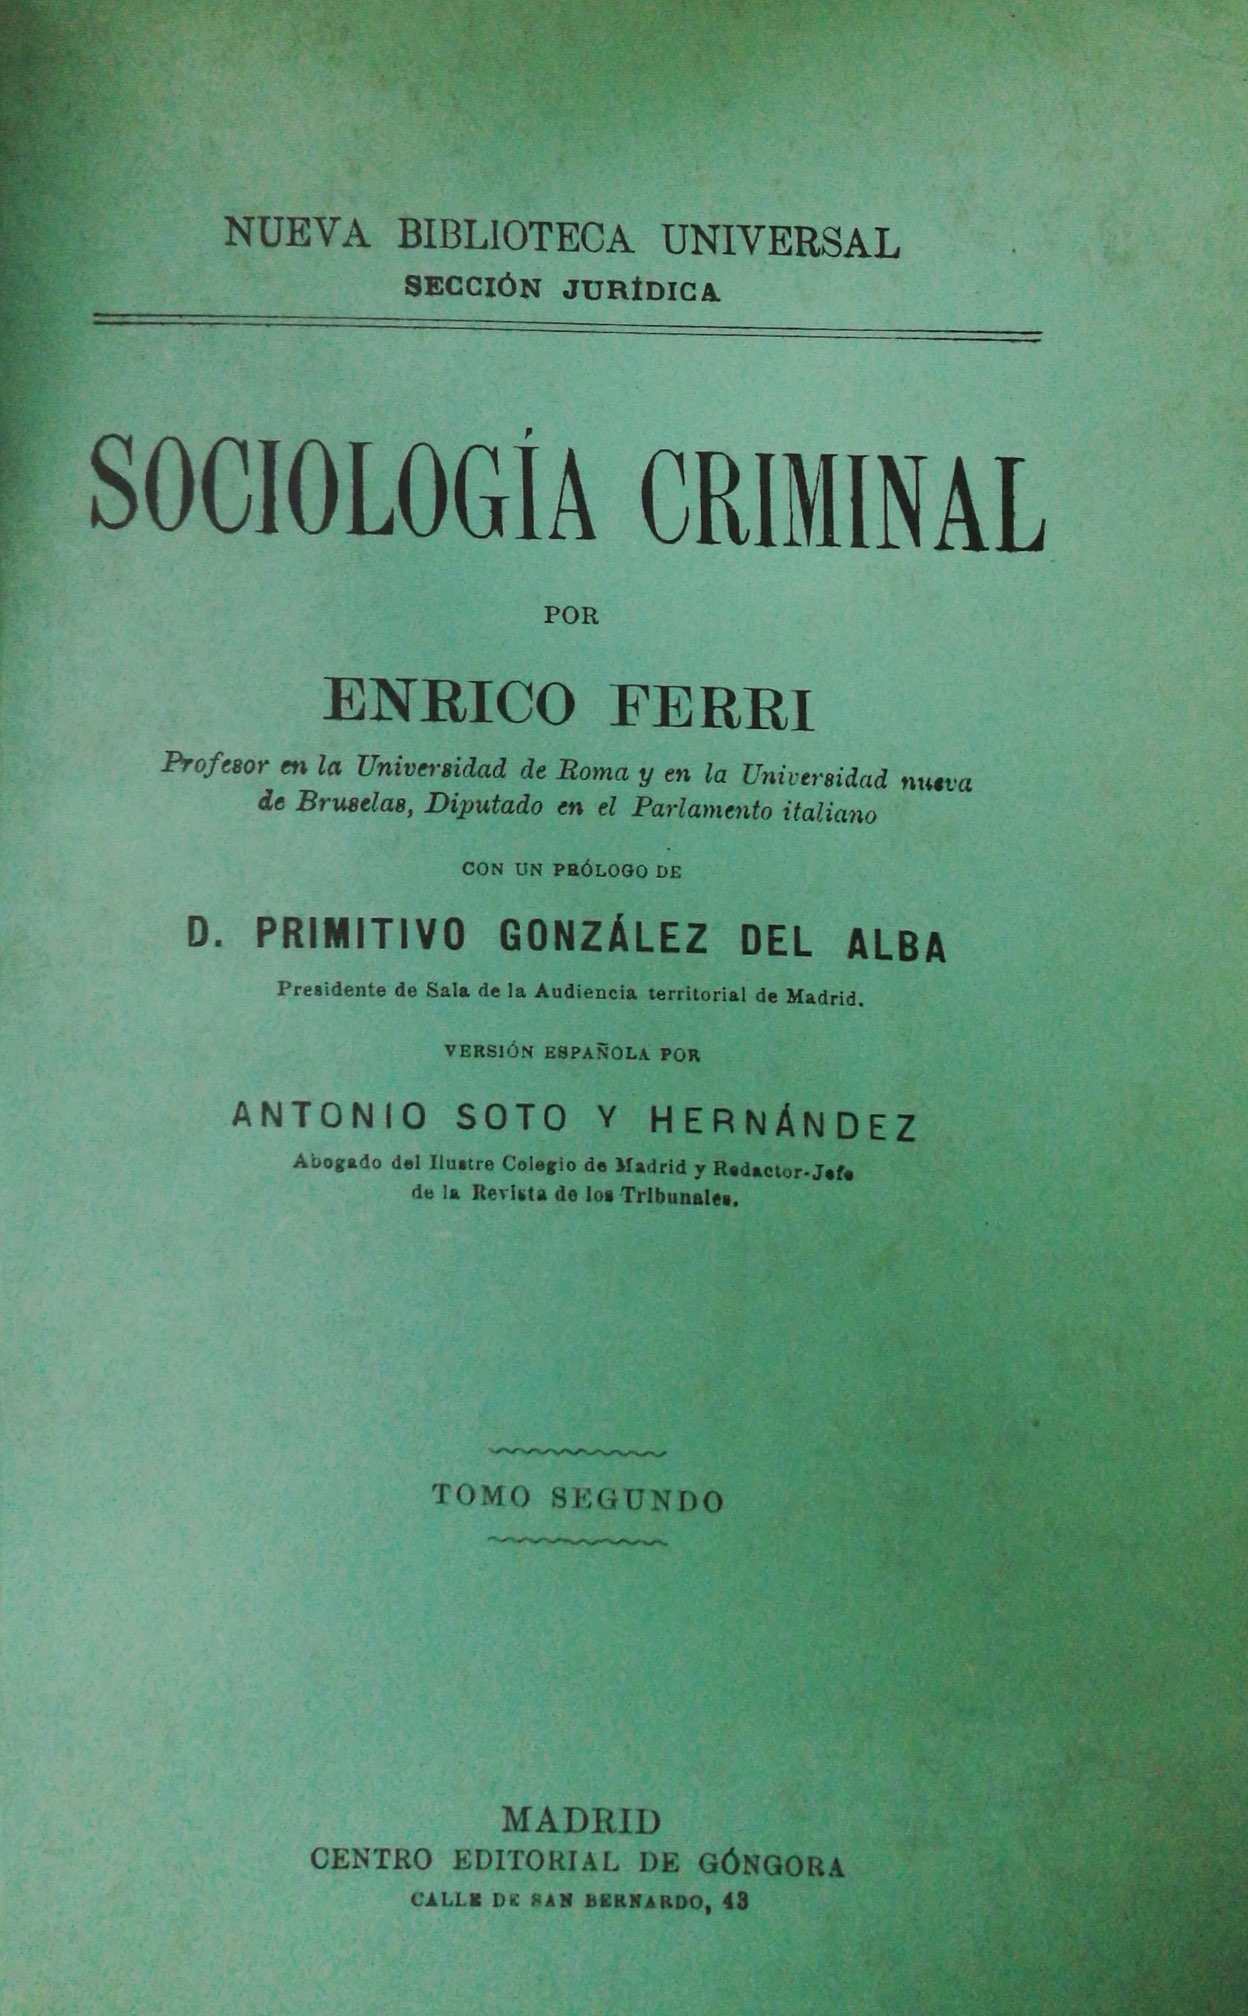 NUEVA BIBLIOTECA UNIVERSAL
SECCIÓN JURÍDICA
SOCIOLOGÍA CRIMINAL
POR
ENRICO FERRI
Profesor en la Universidad de Roma y en la Universidad nueva
de Bruselas, Diputado en el Parlamento italiano
CON UN PRÓLOGO DE
D. PRIMITIVO GONZÁLEZ DEL ALBA
Presidente de Sala de la Audiencia territorial de Madrid.
VERSIÓN ESPAÑOLA POR
ANTONIO SOTO Y HERNÁNDEZ
Abogado del Ilustre Colegio de Madrid y Redactor-Jefe
de la Revista de los Tribunales.
TOMO SEGUNDO
MADRID
CENTRO EDITORIAL DE GÓNGORA
CALLE DE SAN BERNARDO, 43